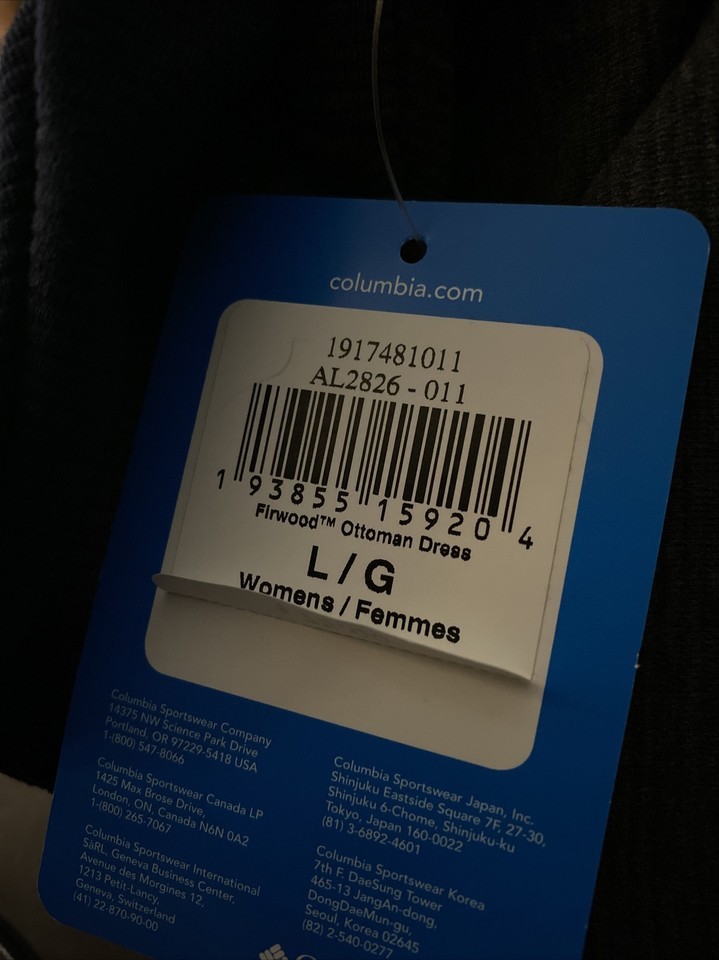 columbia.com
1917481011
AL2826 - 011
1 93855 15920 4
Firwood™ Ottoman Dress
L / G
Womens / Femmes
Columbia Sportswear Company
14375 NW Science Park Drive
Portland, OR 97229-5418 USA
1-(800) 547-8066
Columbia Sportswear Canada LP
1425 Max Brose Drive,
London, ON, Canada N6N 0A2
1-(800) 265-7067
Columbia Sportswear International
SàRL, Geneva Business Center,
Avenue des Morgines 12,
1213 Petit-Lancy,
Geneva, Switzerland
(41) 22-870-90-00
Columbia Sportswear Japan, Inc.
Shinjuku Eastside Square 7F, 27-30,
Shinjuku 6-Chome, Shinjuku-ku
Tokyo, Japan 160-0022
(81) 3-6892-4601
Columbia Sportswear Korea
7th F. DaeSung Tower
465-13 JangAn-dong,
DongDaeMun-gu,
Seoul, Korea 02645
(82) 2-540-0277